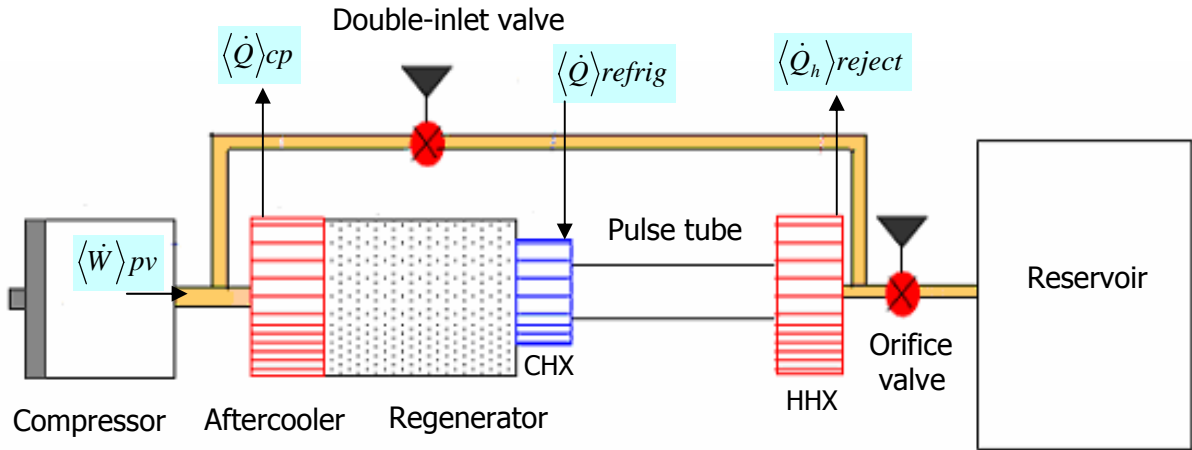 Double-inlet valve
⟨Q̇⟩cp
⟨Q̇⟩refrig
⟨Q̇ₕ⟩reject
⟨Ẇ⟩pv
Pulse tube
Reservoir
CHX
Orifice
valve
HHX
Compressor
Aftercooler
Regenerator